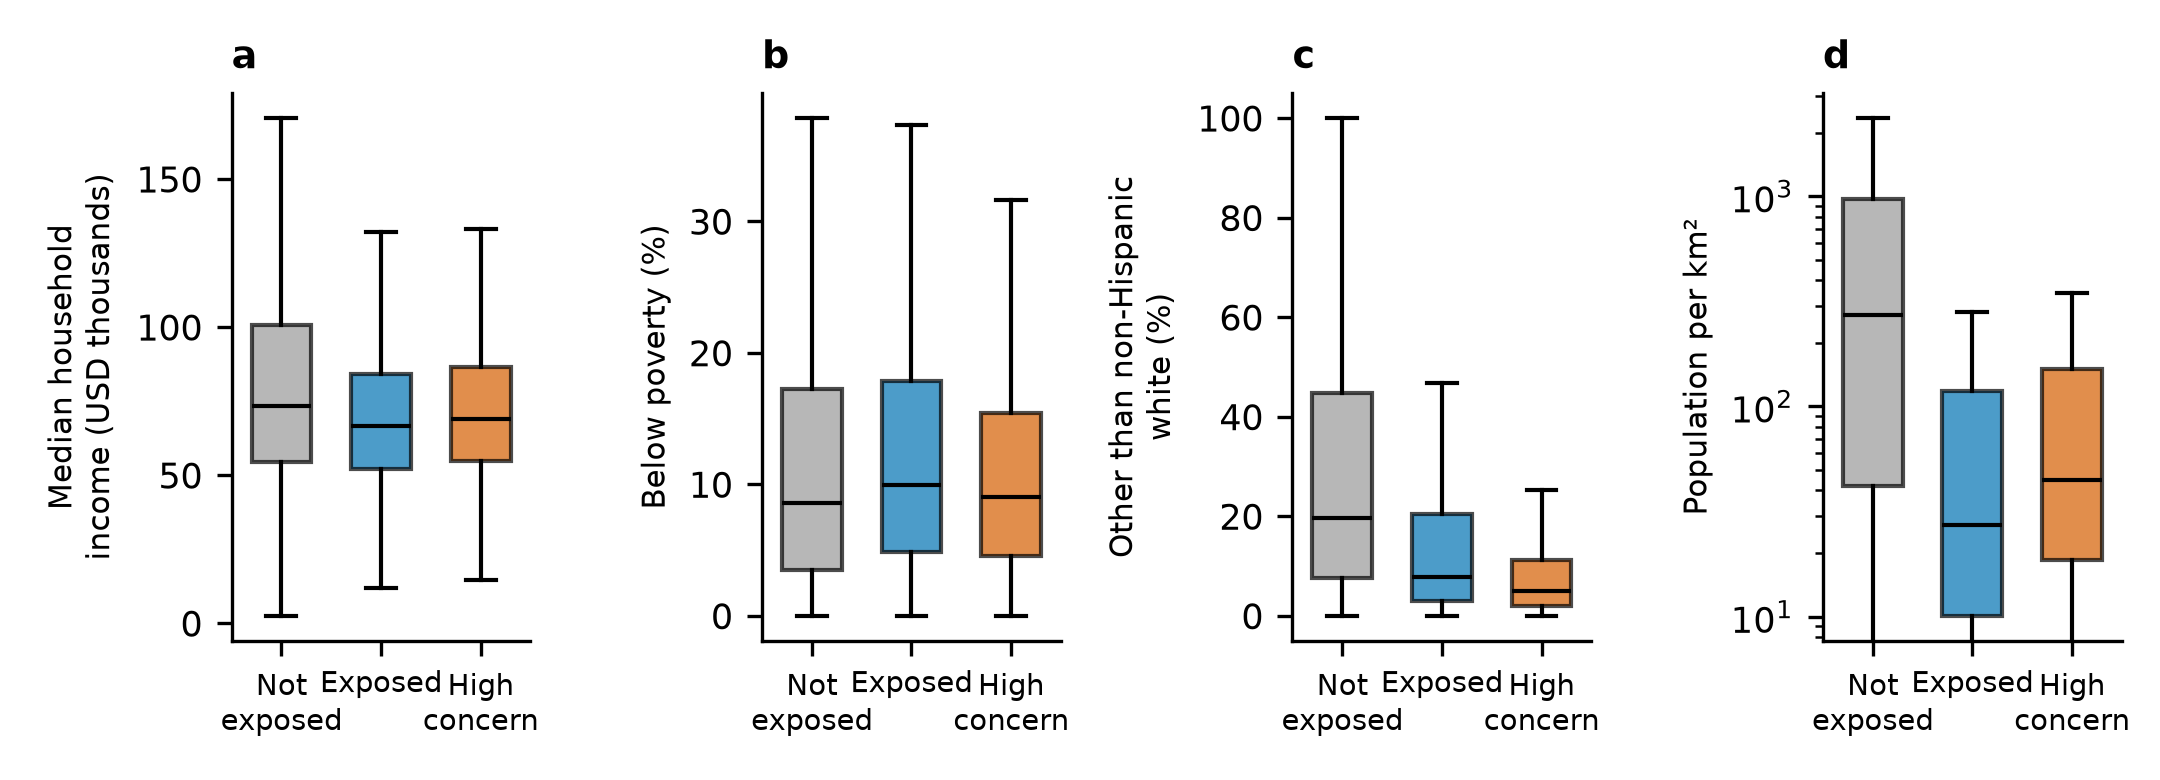 a
Median household
income (USD thousands)
150
100
50
0
Not
exposed
Exposed
High
concern
b
Below poverty (%)
30
20
10
0
Not
exposed
Exposed
High
concern
c
Other than non-Hispanic
white (%)
100
80
60
40
20
0
Not
exposed
Exposed
High
concern
d
Population per km²
10³
10²
10¹
Not
exposed
Exposed
High
concern